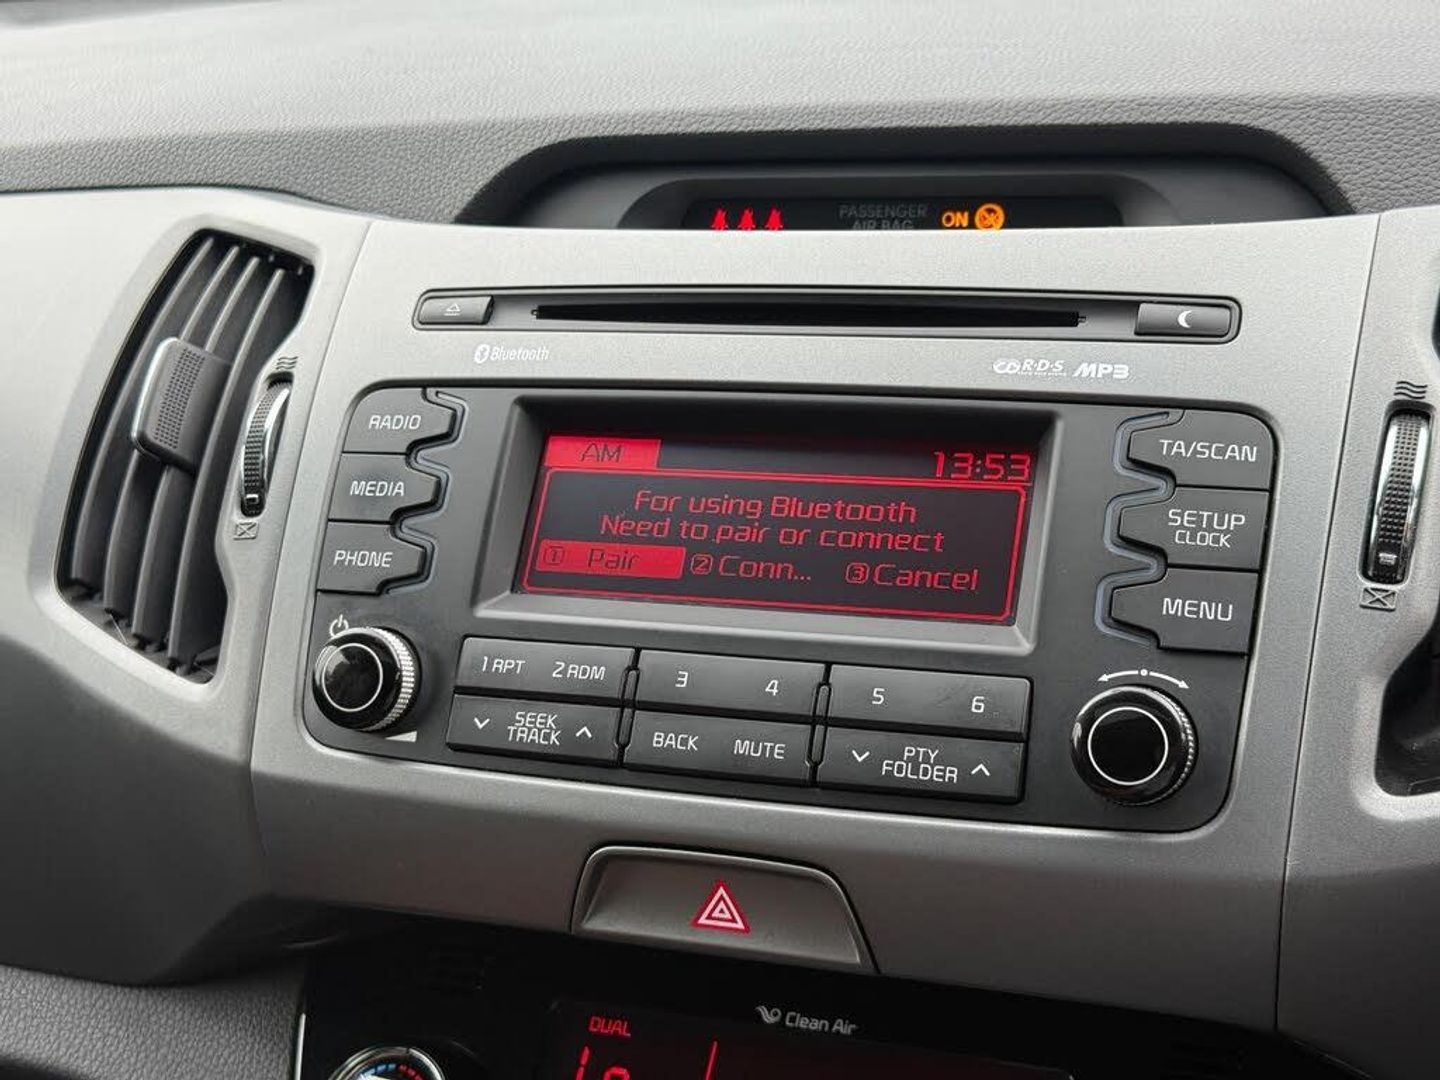 PASSENGER
AIR BAG
ON
Bluetooth
R·D·S MP3
RADIO
MEDIA
PHONE
AM 13:53
For using Bluetooth
Need to pair or connect
① Pair ② Conn... ③ Cancel
TA/SCAN
SETUP
CLOCK
MENU
1 RPT 2 RDM 3 4 5 6
SEEK
TRACK
BACK MUTE
PTY
FOLDER
Clean Air
DUAL